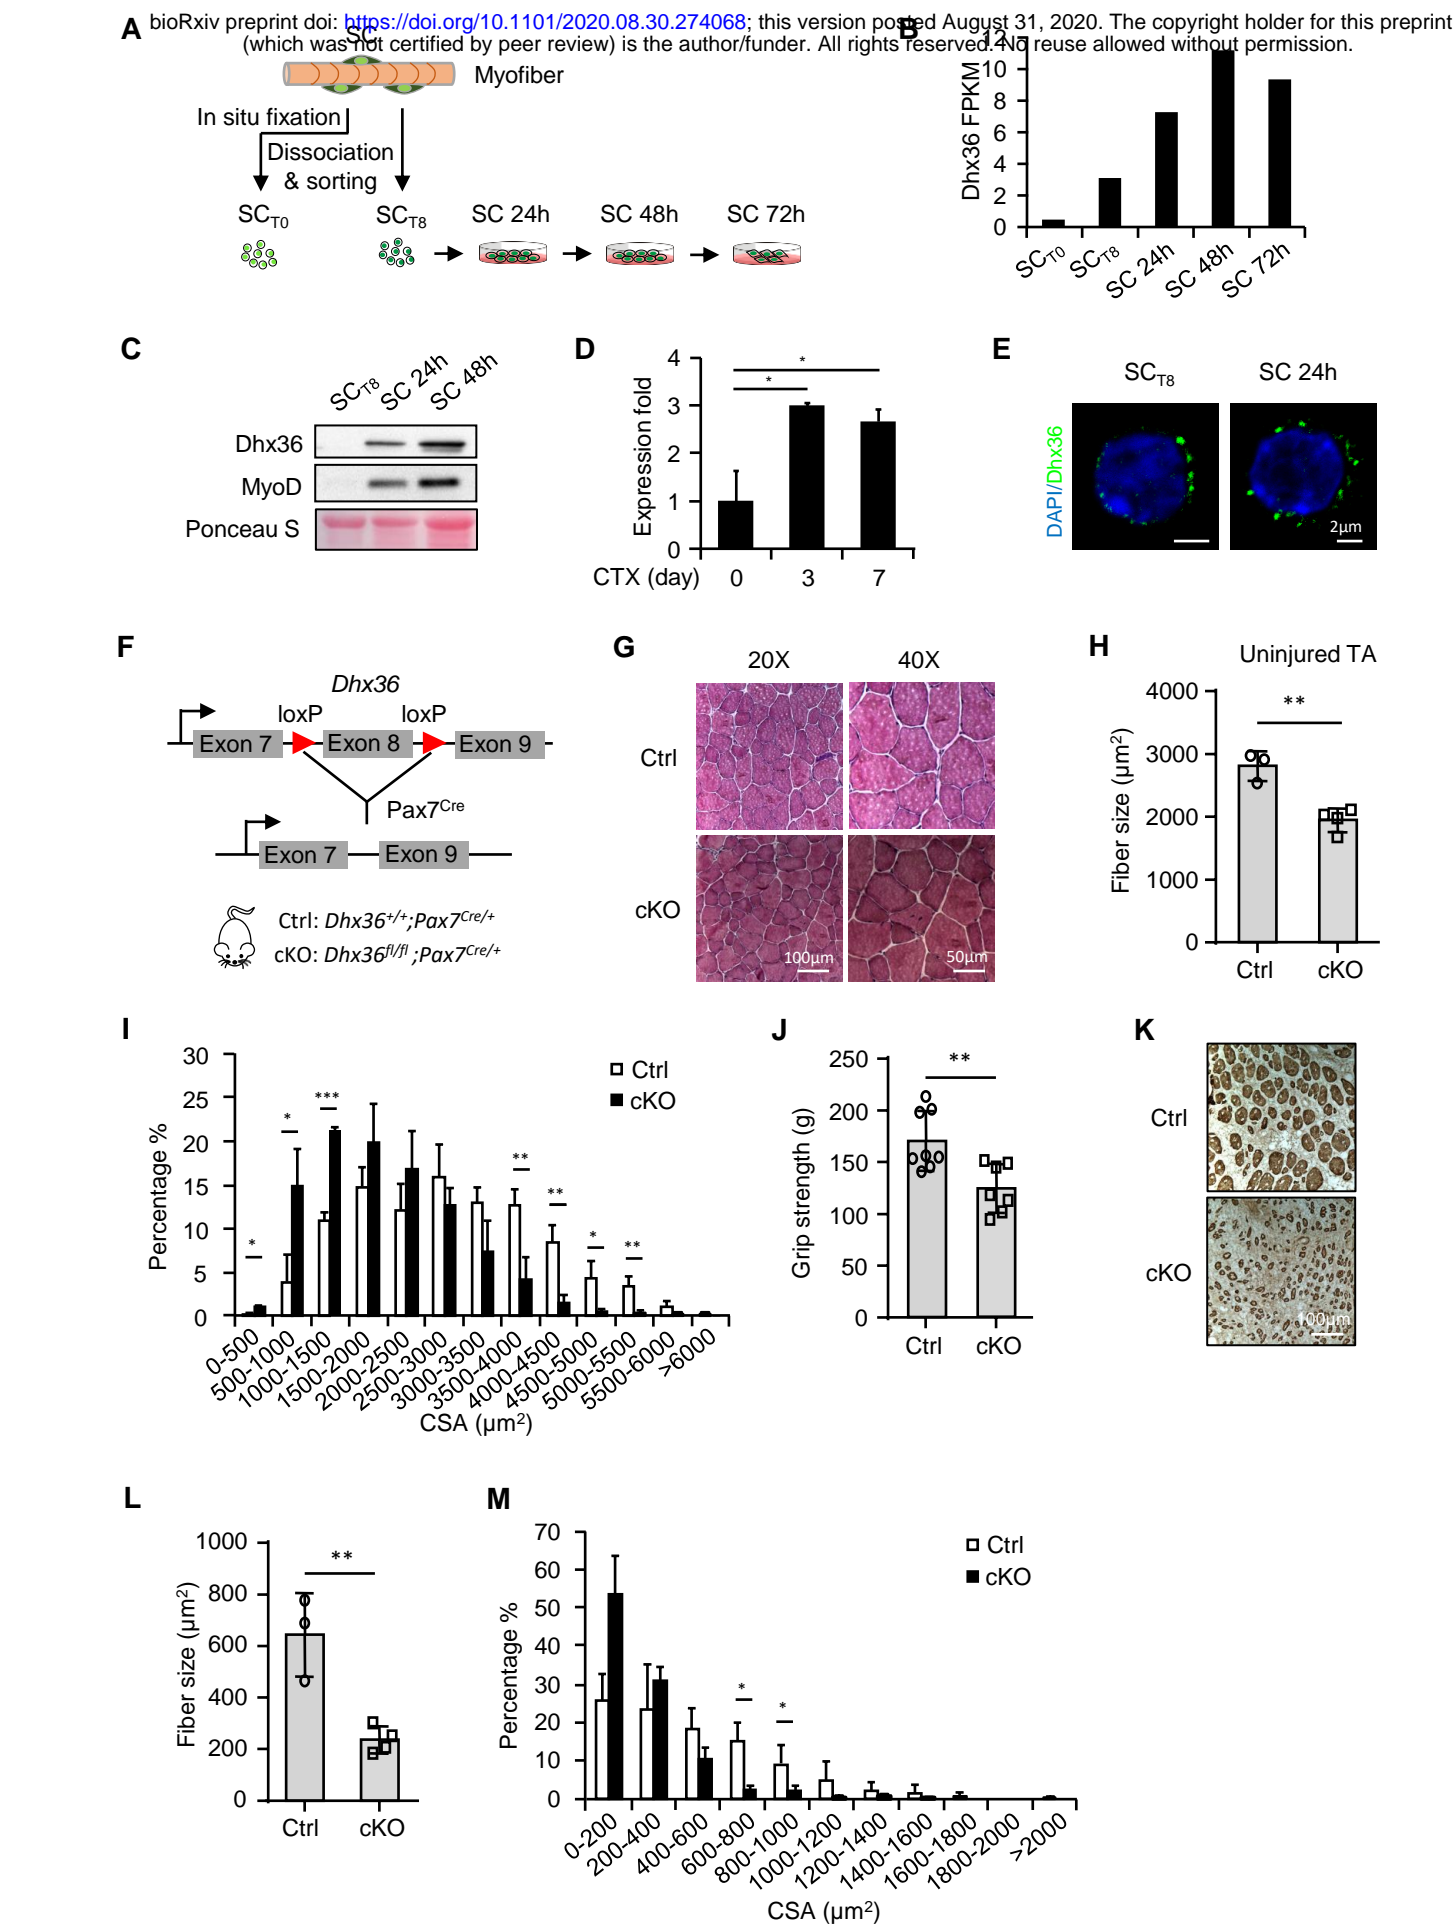 bioRxiv preprint doi: https://doi.org/10.1101/2020.08.30.274068; this version posted August 31, 2020. The copyright holder for this preprint
(which was not certified by peer review) is the author/funder. All rights reserved. No reuse allowed without permission.
A
SC
Myofiber
In situ fixation
Dissociation
& sorting
SCT0
SCT8
SC 24h
SC 48h
SC 72h
B
Dhx36 FPKM
12
10
8
6
4
2
0
SCT0
SCT8
SC 24h
SC 48h
SC 72h
C
SCT8
SC 24h
SC 48h
Dhx36
MyoD
Ponceau S
D
Expression fold
4
3
2
1
0
*
*
CTX (day)
0
3
7
E
SCT8
SC 24h
DAPI/Dhx36
2μm
F
Dhx36
loxP
loxP
Exon 7
Exon 8
Exon 9
Pax7Cre
Exon 7
Exon 9
Ctrl: Dhx36+/+;Pax7Cre/+
cKO: Dhx36fl/fl ;Pax7Cre/+
G
20X
40X
Ctrl
cKO
100μm
50μm
H
Uninjured TA
Fiber size (μm2)
4000
3000
2000
1000
0
**
Ctrl
cKO
I
Percentage %
30
25
20
15
10
5
0
Ctrl
cKO
*
*
***
**
**
*
**
0-500
500-1000
1000-1500
1500-2000
2000-2500
2500-3000
3000-3500
3500-4000
4000-4500
4500-5000
5000-5500
5500-6000
>6000
CSA (μm2)
J
Grip strength (g)
250
200
150
100
50
0
**
Ctrl
cKO
K
Ctrl
cKO
100μm
L
Fiber size (μm2)
1000
800
600
400
200
0
**
Ctrl
cKO
M
Percentage %
70
60
50
40
30
20
10
0
Ctrl
cKO
*
*
0-200
200-400
400-600
600-800
800-1000
1000-1200
1200-1400
1400-1600
1600-1800
1800-2000
>2000
CSA (μm2)